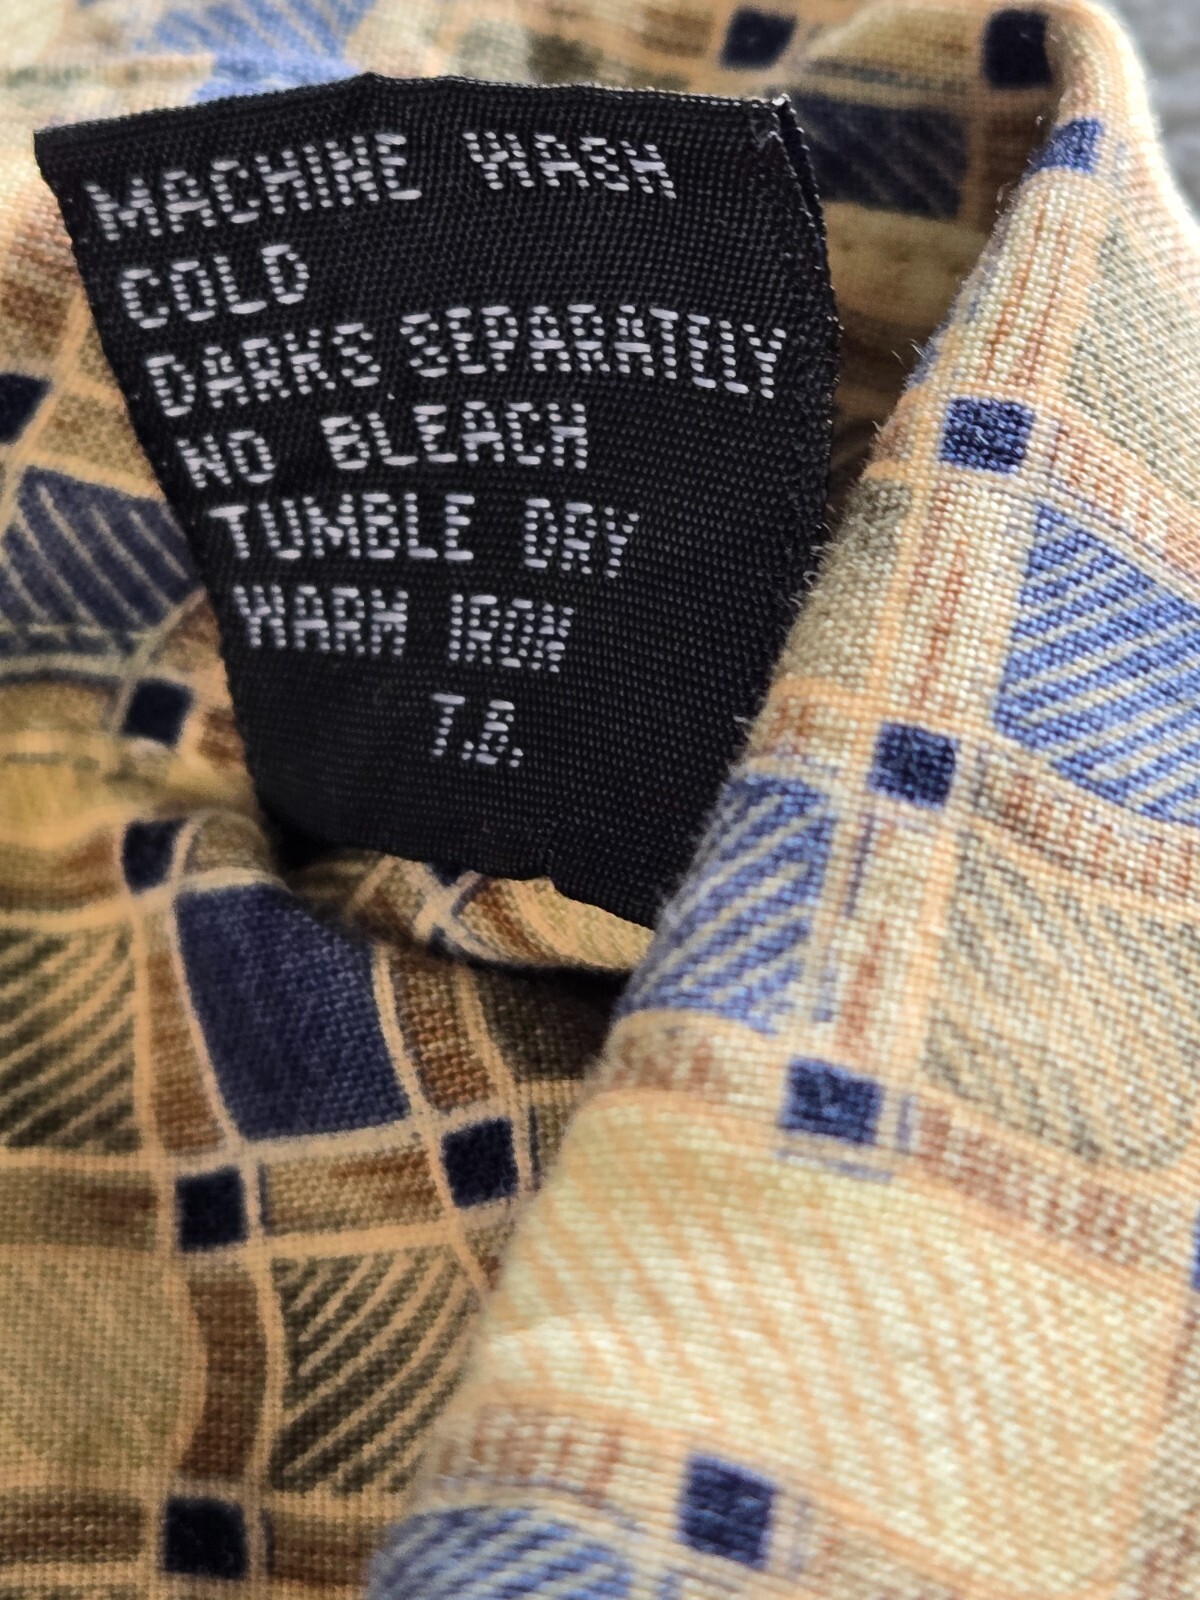 MACHINE WASH
COLD
DARKS SEPARATELY
NO BLEACH
TUMBLE DRY
WARM IRON
T.B.